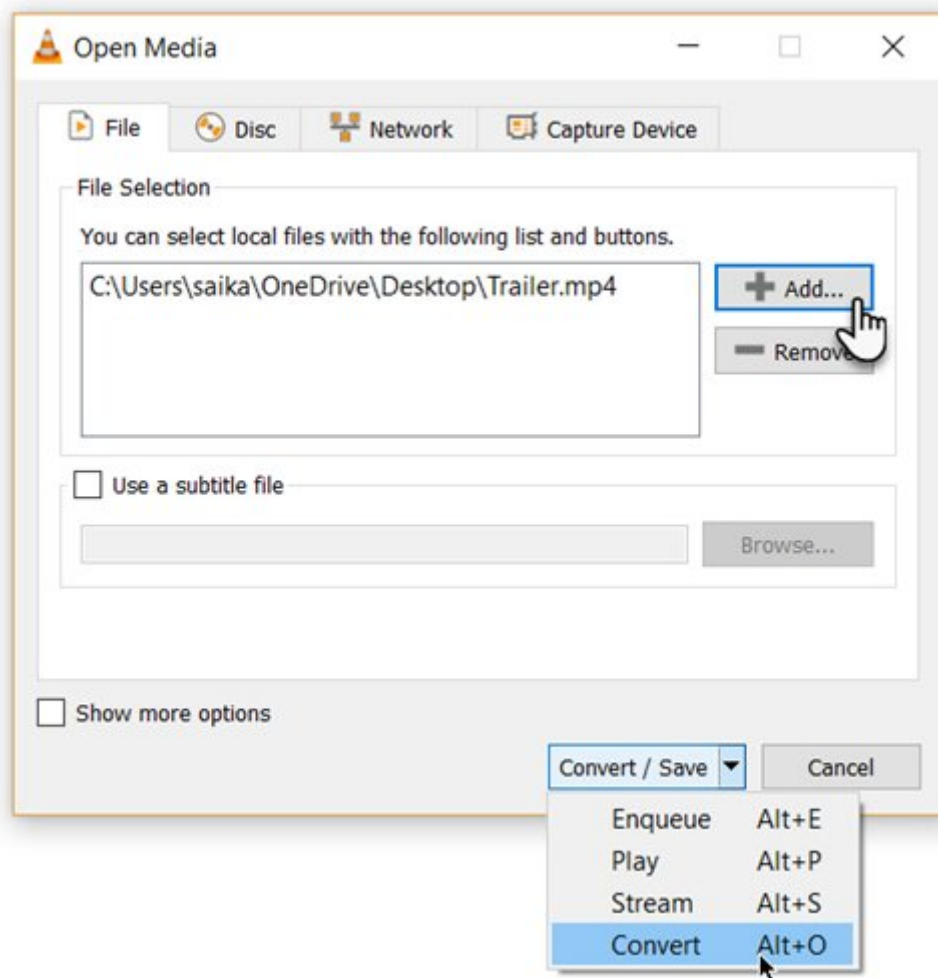 Open Media
File Disc Network Capture Device
File Selection
You can select local files with the following list and buttons.
C:\Users\saika\OneDrive\Desktop\Trailer.mp4
Add...
Remove
Use a subtitle file
Browse...
Show more options
Convert / Save Cancel
Enqueue Alt+E
Play Alt+P
Stream Alt+S
Convert Alt+O